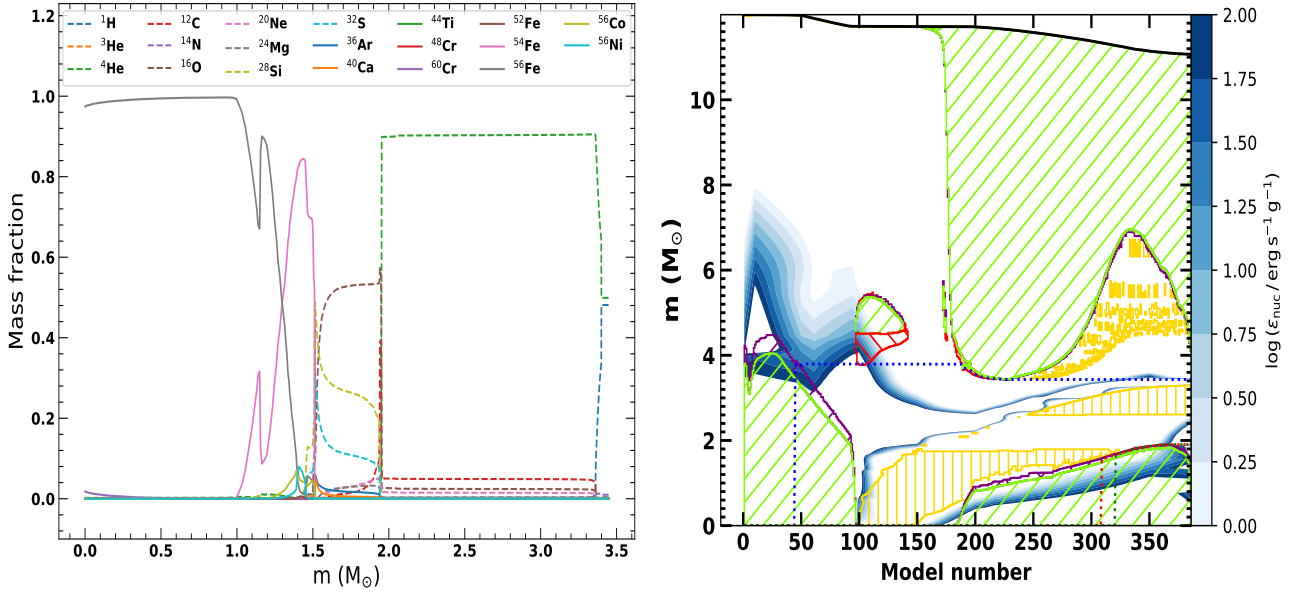 1.2
1.0
0.8
0.6
0.4
0.2
0.0
Mass fraction
¹H ¹²C ²⁰Ne ³²S ⁴⁴Ti ⁵²Fe ⁵⁶Co
³He ¹⁴N ²⁴Mg ³⁶Ar ⁴⁸Cr ⁵⁴Fe ⁵⁶Ni
⁴He ¹⁶O ²⁸Si ⁴⁰Ca ⁶⁰Cr ⁵⁶Fe
0.0 0.5 1.0 1.5 2.0 2.5 3.0 3.5
m (M☉)
10
8
6
4
2
0
m (M☉)
0 50 100 150 200 250 300 350
Model number
2.00
1.75
1.50
1.25
1.00
0.75
0.50
0.25
0.00
log (εnuc / erg s⁻¹ g⁻¹)